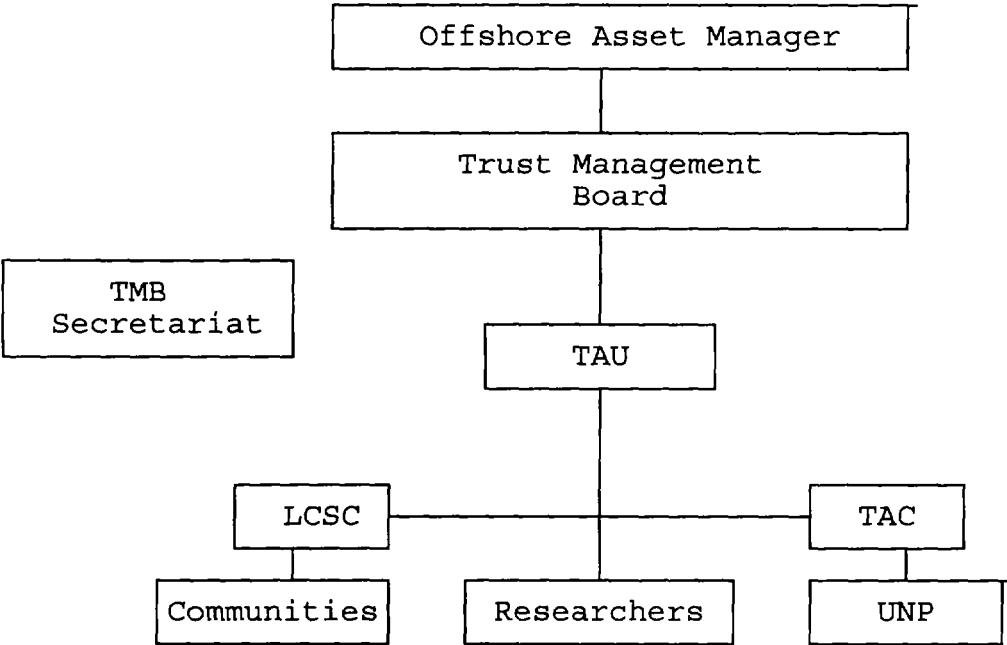 Offshore Asset Manager
Trust Management
Board
TMB
Secretariat
TAU
LCSC
TAC
Communities
Researchers
UNP